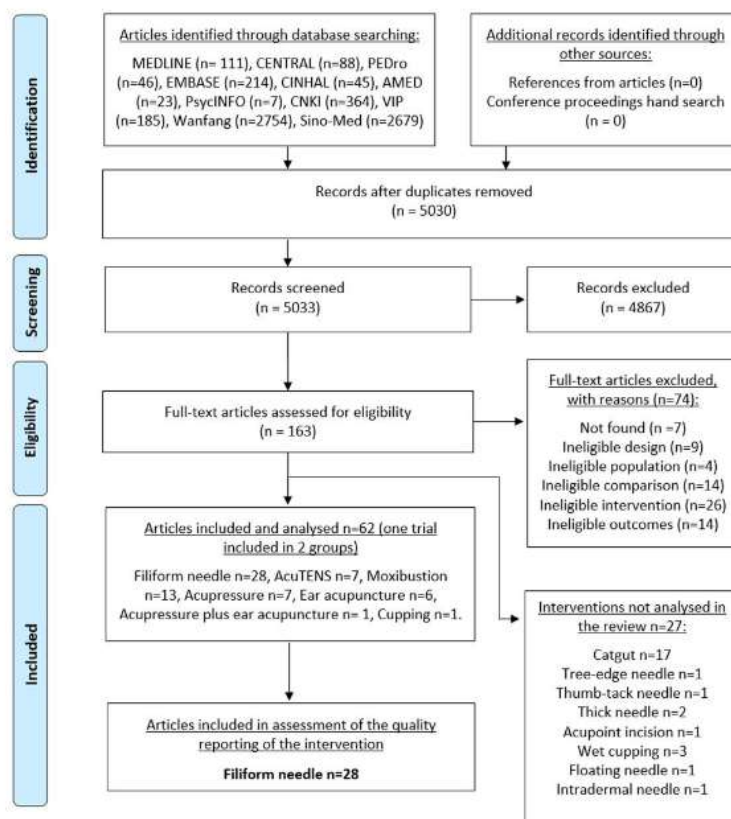 Identification
Articles identified through database searching:
MEDLINE (n= 111), CENTRAL (n=88), PEDro
(n=46), EMBASE (n=214), CINHAL (n=45), AMED
(n=23), PsycINFO (n=7), CNKI (n=364), VIP
(n=185), Wanfang (n=2754), Sino-Med (n=2679)
Additional records identified through
other sources:
References from articles (n=0)
Conference proceedings hand search
(n = 0)
Records after duplicates removed
(n = 5030)
Screening
Records screened
(n = 5033)
Records excluded
(n = 4867)
Eligibility
Full-text articles assessed for eligibility
(n = 163)
Full-text articles excluded,
with reasons (n=74):
Not found (n =7)
Ineligible design (n=9)
Ineligible population (n=4)
Ineligible comparison (n=14)
Ineligible intervention (n=26)
Ineligible outcomes (n=14)
Included
Articles included and analysed n=62 (one trial
included in 2 groups)
Filiform needle n=28, AcuTENS n=7, Moxibustion
n=13, Acupressure n=7, Ear acupuncture n=6,
Acupressure plus ear acupuncture n= 1, Cupping n=1.
Interventions not analysed in
the review n=27:
Catgut n=17
Tree-edge needle n=1
Thumb-tack needle n=1
Thick needle n=2
Acupoint incision n=1
Wet cupping n=3
Floating needle n=1
Intradermal needle n=1
Articles included in assessment of the quality
reporting of the intervention
Filiform needle n=28